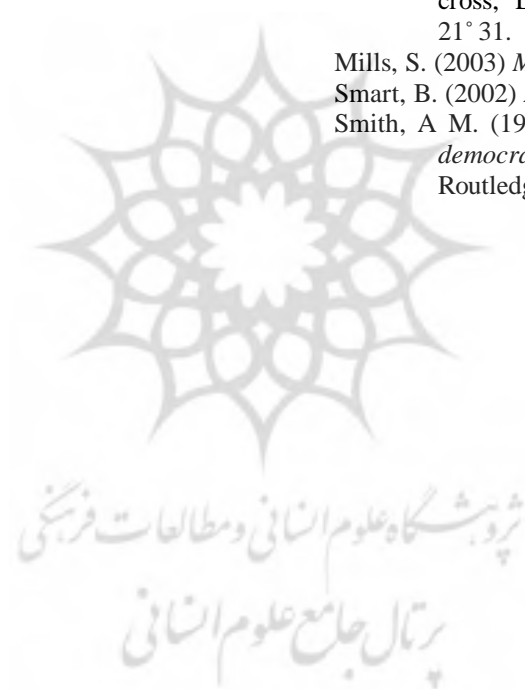 cross,
21˚ 31.
Mills, S. (2003)
Smart, B. (2002)
Smith, A M. (19
democra
Routledg
پژوهشگاه علوم انسانی و مطالعات فرهنگی
پرتال جامع علوم انسانی